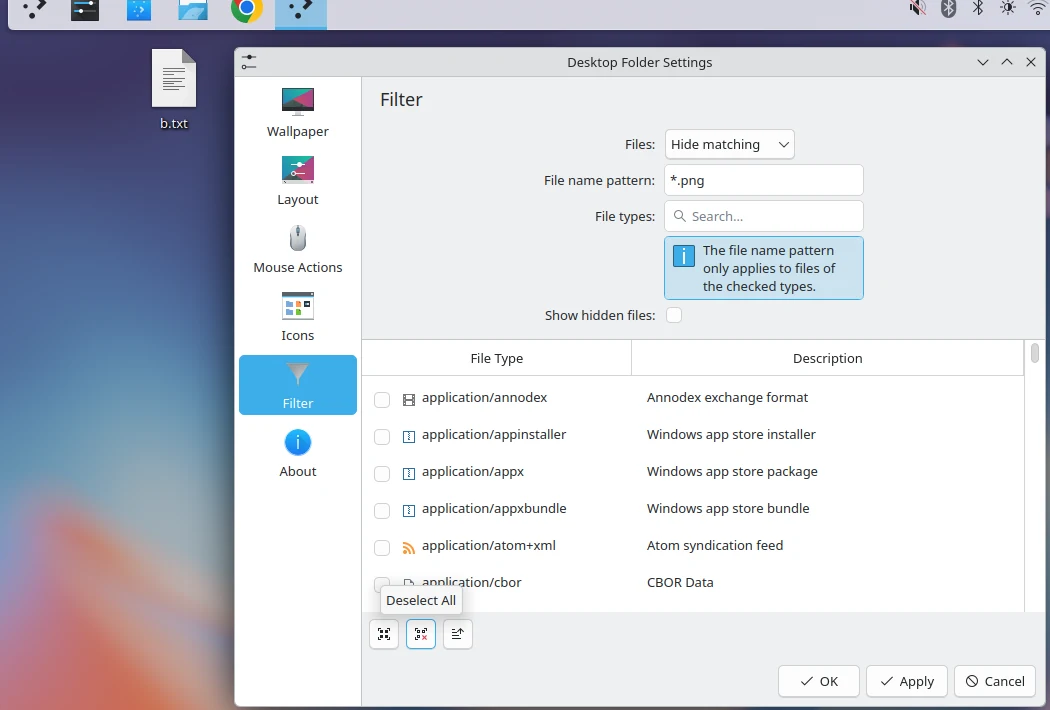 b.txt
Desktop Folder Settings
Wallpaper
Layout
Mouse Actions
Icons
Filter
About
Filter
Files: Hide matching
File name pattern: *.png
File types: Search...
The file name pattern
only applies to files of
the checked types.
Show hidden files:
File Type Description
application/annodex Annodex exchange format
application/appinstaller Windows app store installer
application/appx Windows app store package
application/appxbundle Windows app store bundle
application/atom+xml Atom syndication feed
application/cbor CBOR Data
Deselect All
OK Apply Cancel